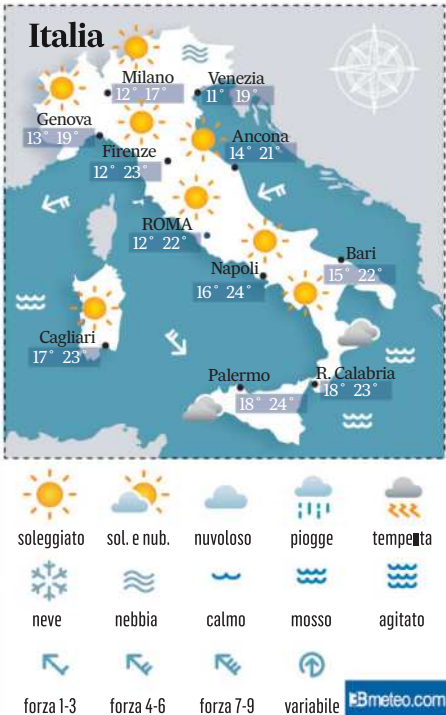 Italia
Milano
12° 17°
Venezia
11° 19°
Genova
13° 19°
Firenze
12° 23°
Ancona
14° 21°
ROMA
12° 22°
Bari
15° 22°
Napoli
16° 24°
Cagliari
17° 23°
Palermo
18° 24°
R. Calabria
18° 23°
soleggiato sol. e nub. nuvoloso piogge
neve nebbia calmo mosso agitato
forza 1-3 forza 4-6 forza 7-9 variabile
3Bmeteo.com